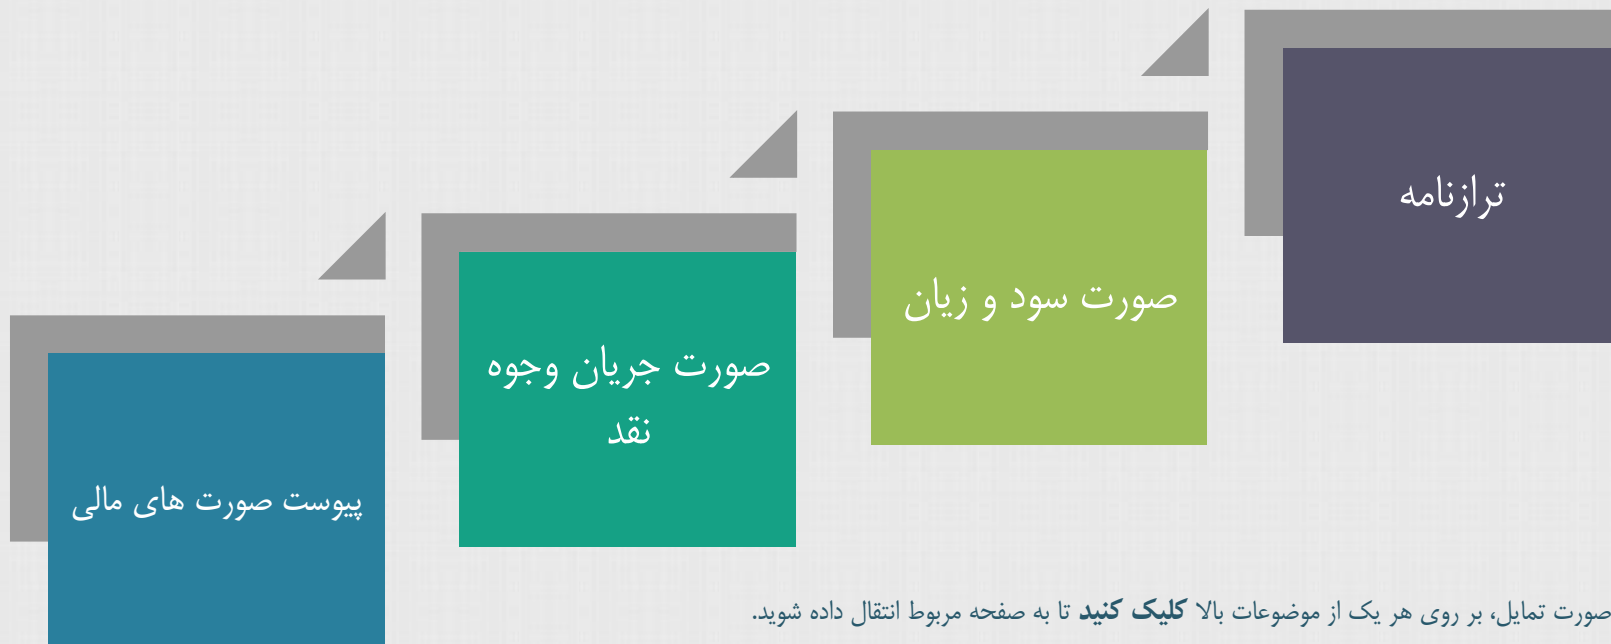 ترازنامه
صورت سود و زیان
صورت جریان وجوه
نقد
پیوست صورت های مالی
صورت تمایل، بر روی هر یک از موضوعات بالا کلیک کنید تا به صفحه مربوط انتقال داده شوید.